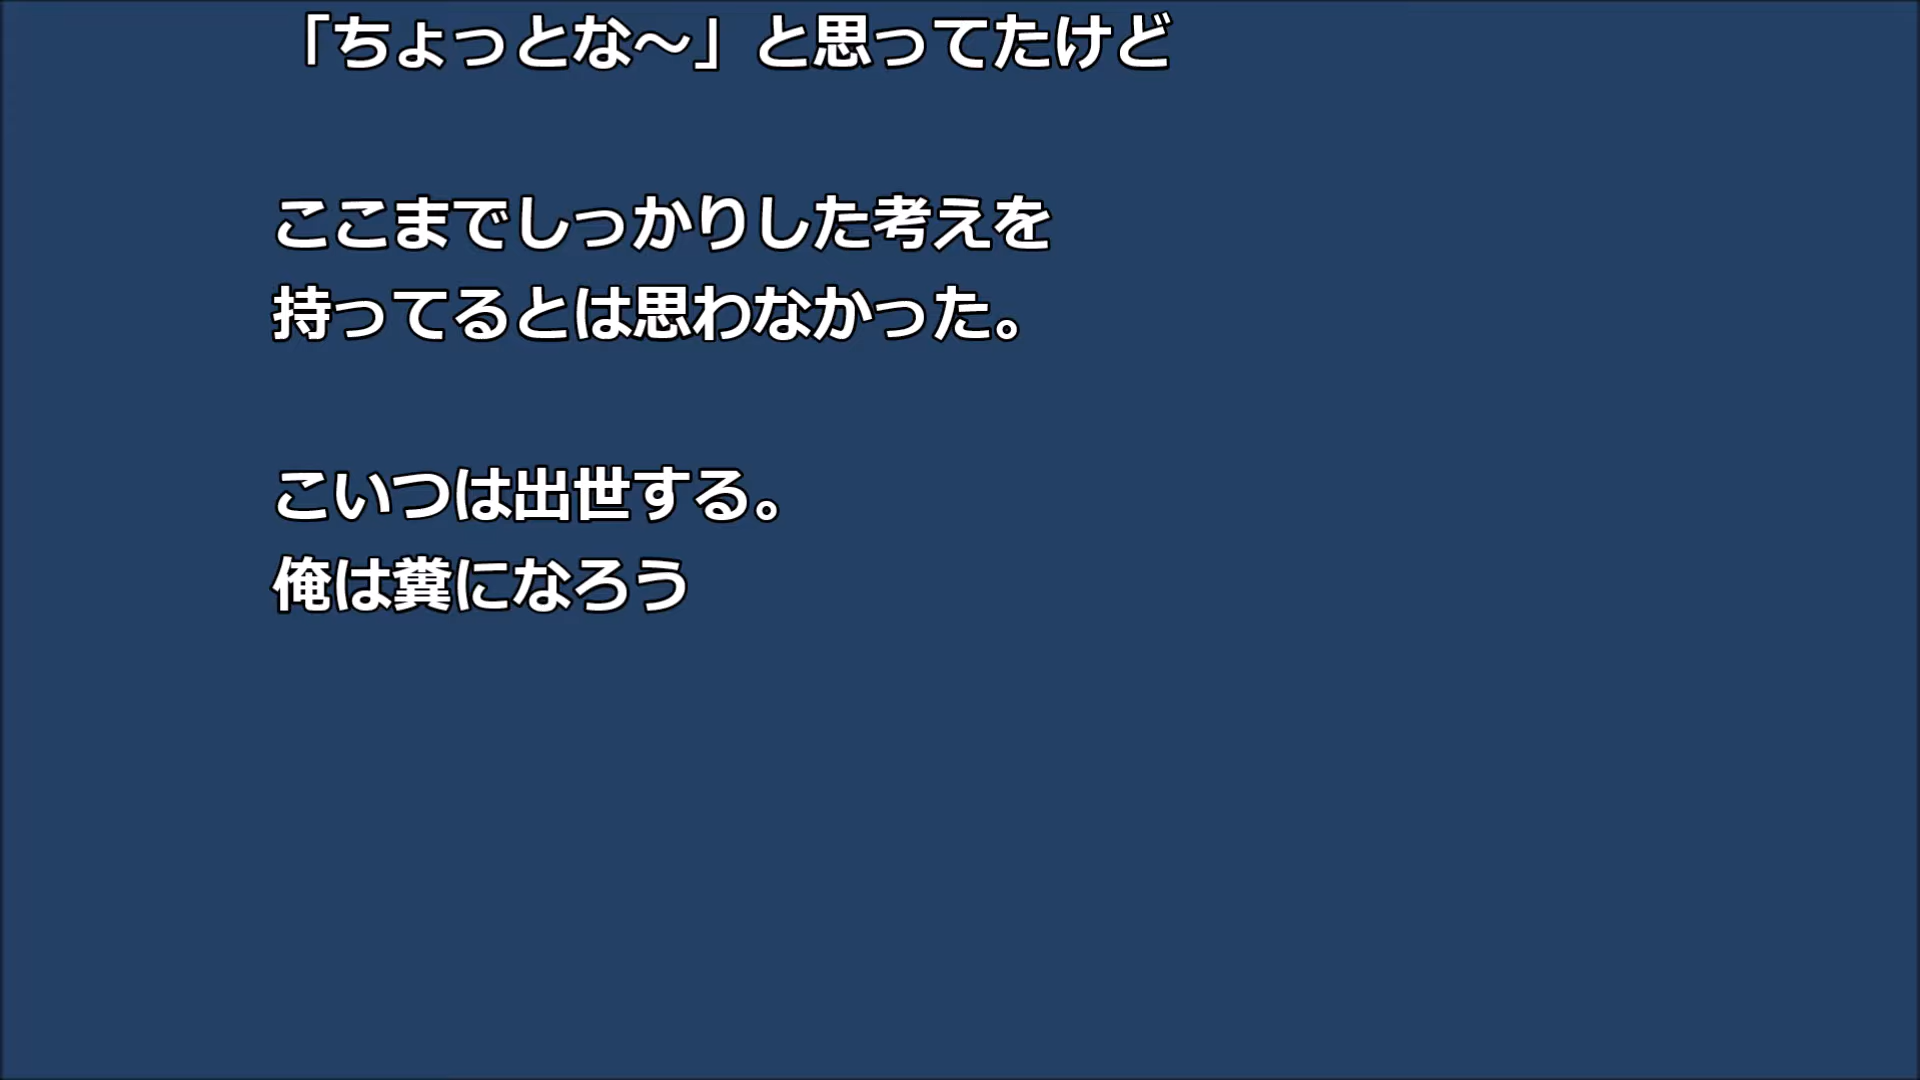 「ちょっとな～」と思ってたけど
ここまでしっかりした考えを
持ってるとは思わなかった。
こいつは出世する。
俺は糞になろう